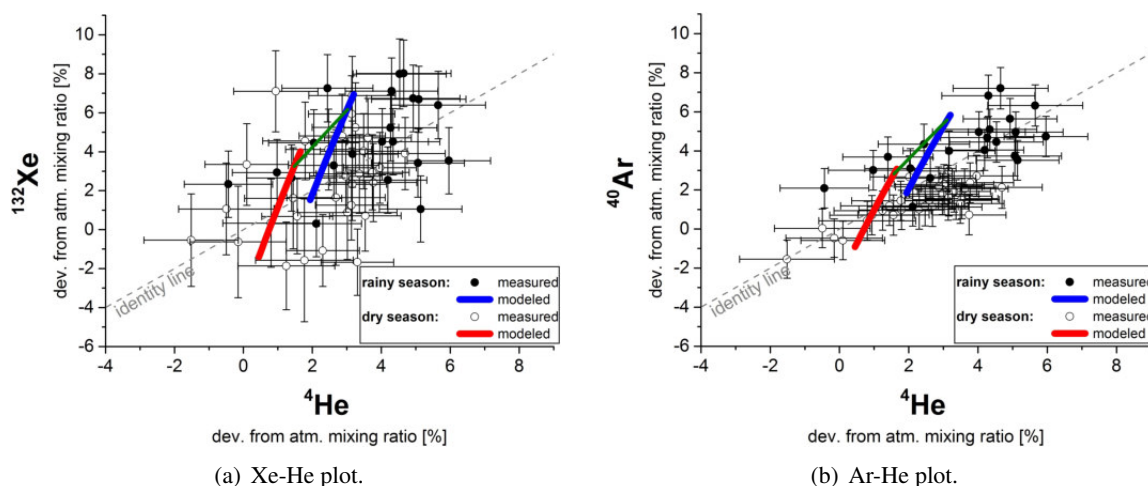 10
8
6
4
2
0
-2
-4
-6
-4
-2
0
2
4
6
8
¹³²Xe
dev. from atm. mixing ratio [%]
identity line
rainy season: measured
modeled
dry season: measured
modeled
⁴He
dev. from atm. mixing ratio [%]
(a) Xe-He plot.
10
8
6
4
2
0
-2
-4
-6
-4
-2
0
2
4
6
8
⁴⁰Ar
dev. from atm. mixing ratio [%]
identity line
rainy season: measured
modeled
dry season: measured
modeled
⁴He
dev. from atm. mixing ratio [%]
(b) Ar-He plot.